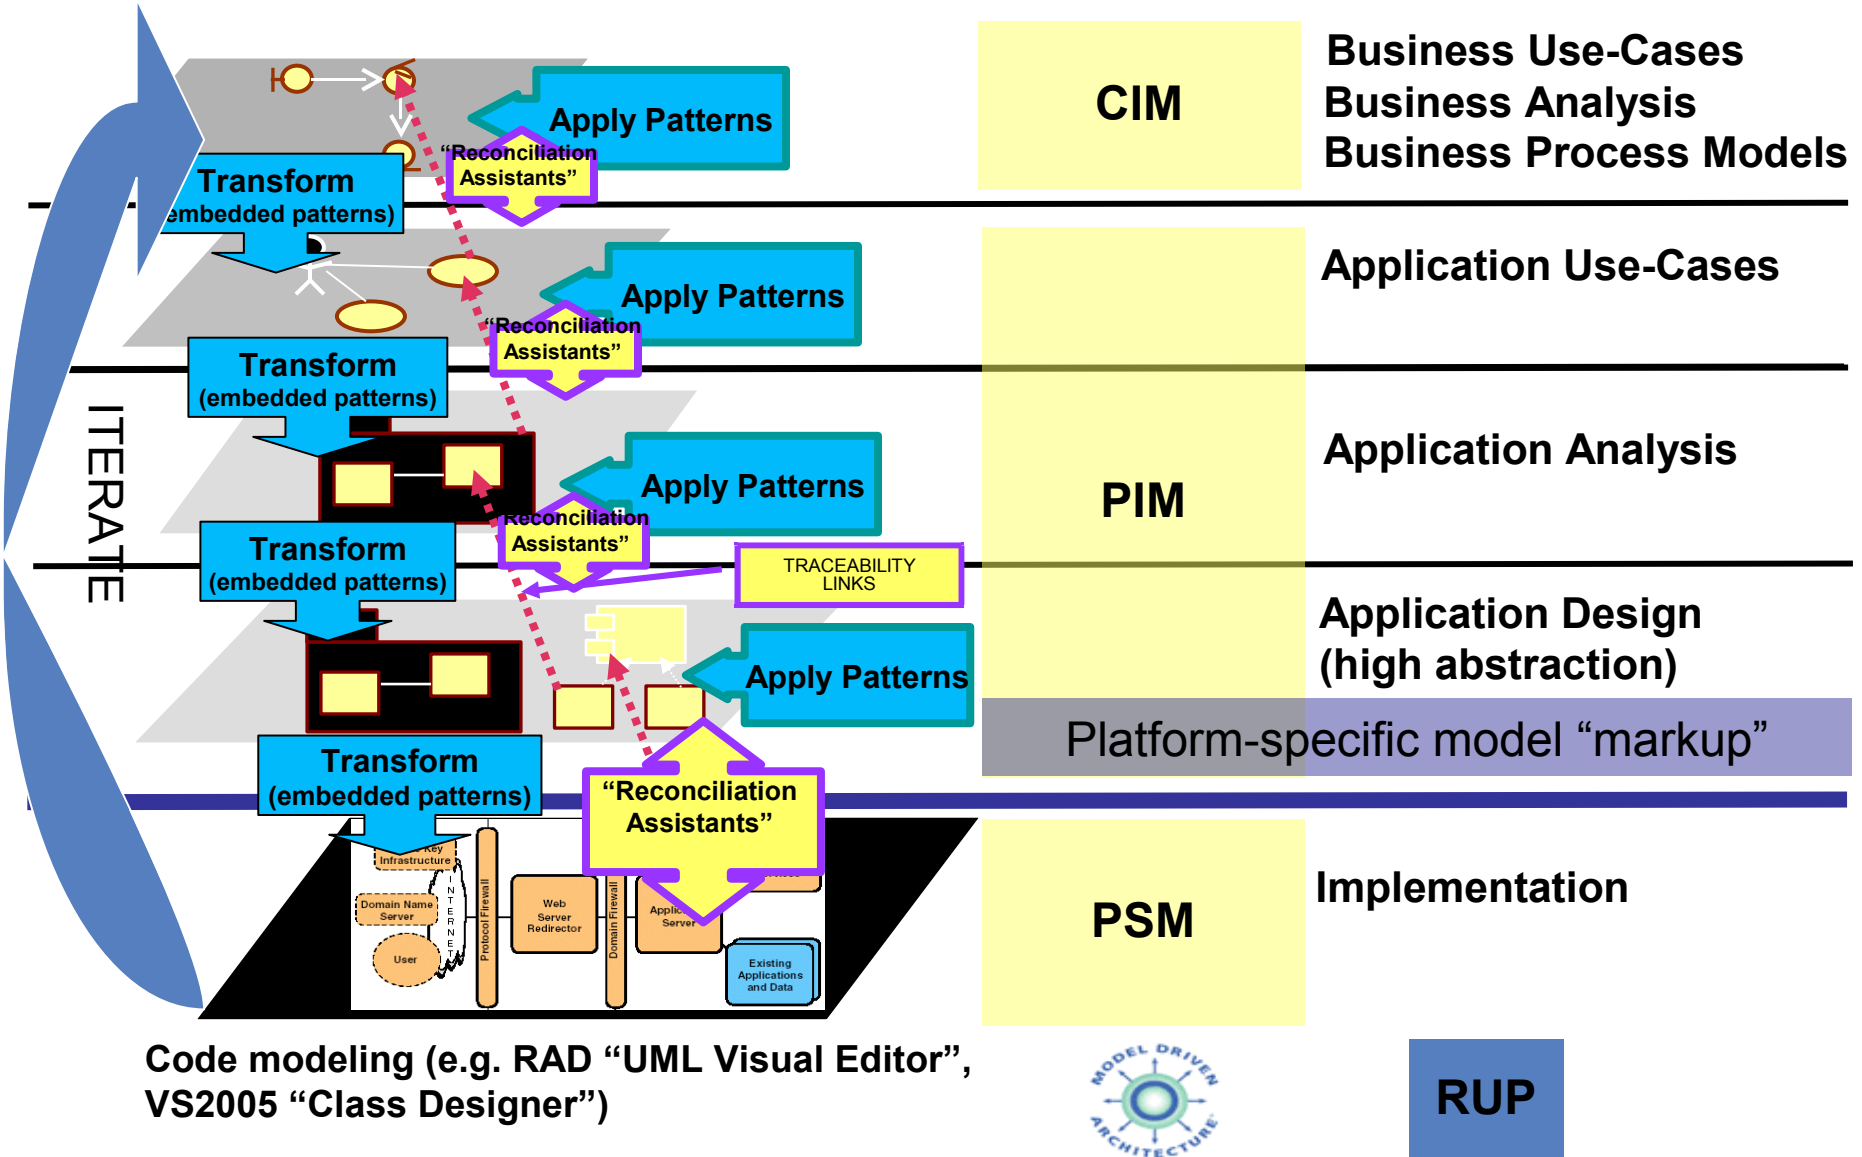 Business Use-Cases
Business Analysis
Business Process Models
CIM
Apply Patterns
“Reconciliation
Assistants”
Transform
(embedded patterns)
Application Use-Cases
Apply Patterns
“Reconciliation
Assistants”
Transform
(embedded patterns)
ITERATE
Application Analysis
PIM
Apply Patterns
Reconciliation
Assistants”
Transform
(embedded patterns)
TRACEABILITY
LINKS
Application Design
(high abstraction)
Apply Patterns
Platform-specific model “markup”
Transform
(embedded patterns)
“Reconciliation
Assistants”
Key
Infrastructure
Domain Name
Server
User
INTERNET
Protocol Firewall
Web
Server
Redirector
Domain Firewall
Server
Existing
Applications
and Data
PSM
Implementation
Code modeling (e.g. RAD “UML Visual Editor”,
VS2005 “Class Designer”)
MODEL DRIVEN
ARCHITECTURE
RUP